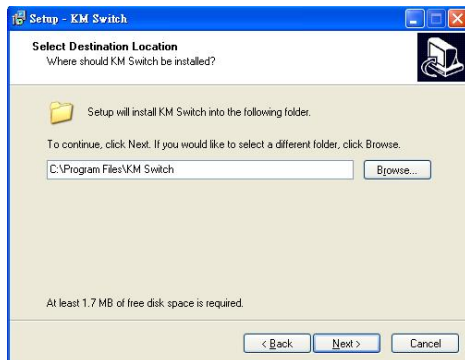 Setup - KM Switch
Select Destination Location
Where should KM Switch be installed?
Setup will install KM Switch into the following folder.
To continue, click Next. If you would like to select a different folder, click Browse.
C:\Program Files\KM Switch
Browse...
At least 1.7 MB of free disk space is required.
< Back
Next >
Cancel